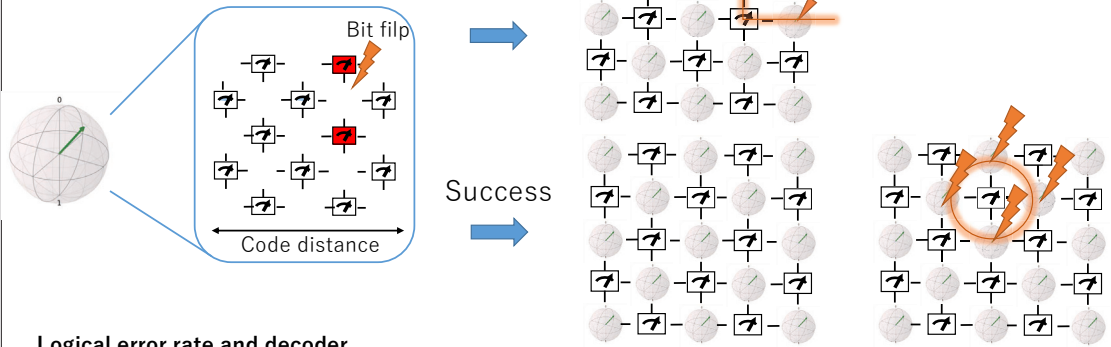 Bit filp
0
1
Success
Code distance
Logical error rate and decoder